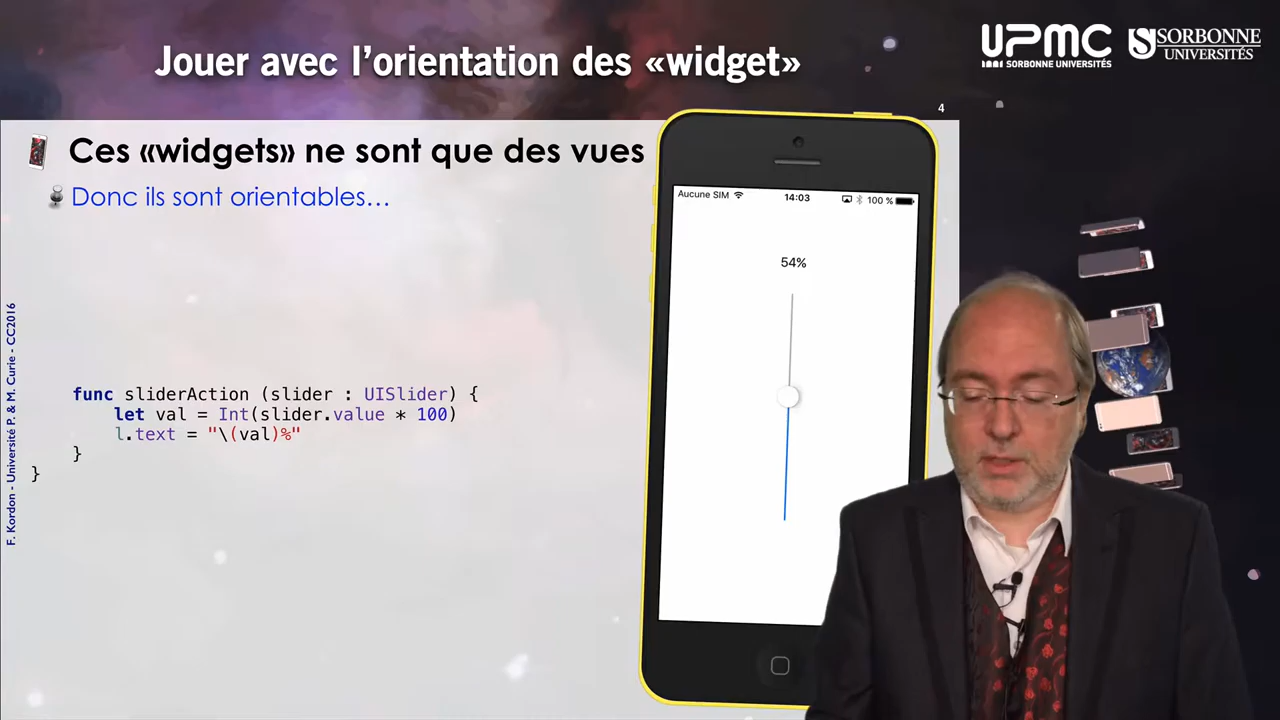 Jouer avec l’orientation des «widget»
UPMC
SORBONNE UNIVERSITÉS
SORBONNE
UNIVERSITÉS
4
Ces «widgets» ne sont que des vues
Donc ils sont orientables…
Aucune SIM
14:03
100 %
54%
func sliderAction (slider : UISlider) {
let val = Int(slider.value * 100)
l.text = "\(val)%"
}
}
F. Kordon - Université P. & M. Curie - CC2016